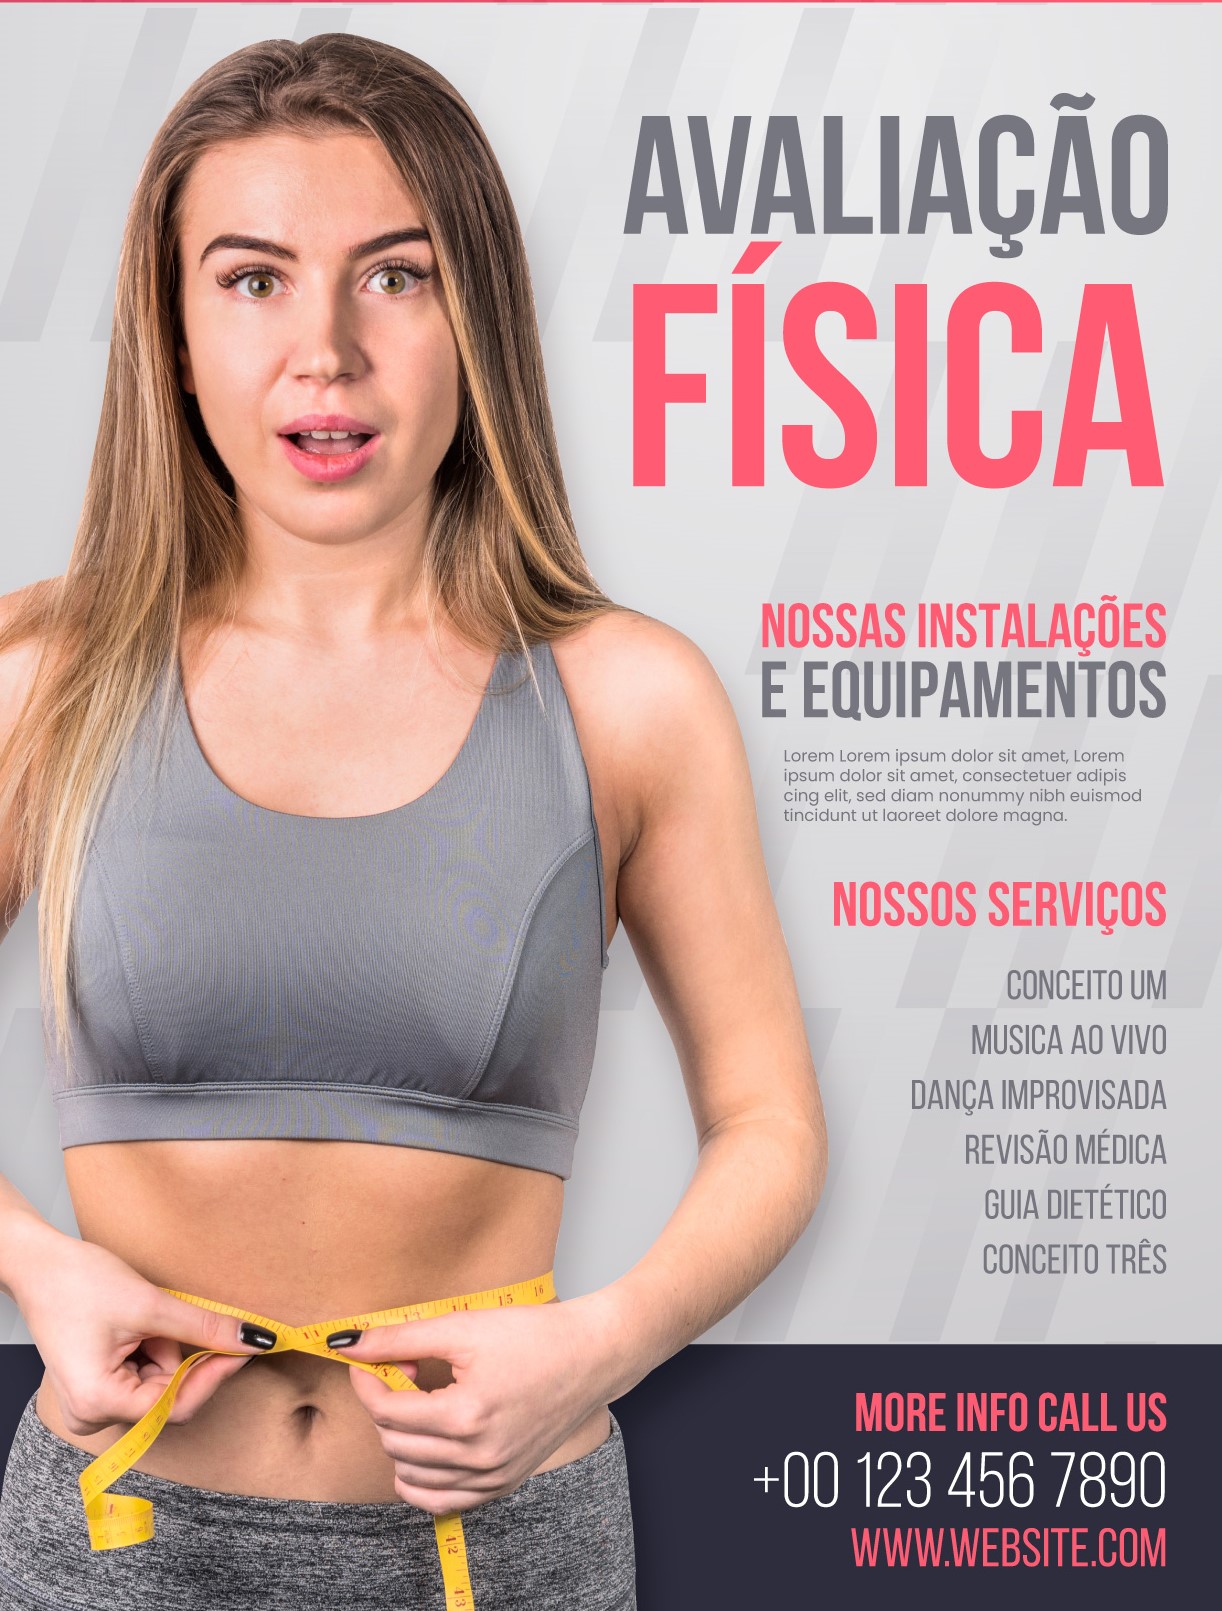 AVALIAÇÃO
FÍSICA
NOSSAS INSTALAÇÕES
E EQUIPAMENTOS
Lorem Lorem ipsum dolor sit amet, Lorem
ipsum dolor sit amet, consectetuer adipis
cing elit, sed diam nonummy nibh euismod
tincidunt ut laoreet dolore magna.
NOSSOS SERVIÇOS
CONCEITO UM
MUSICA AO VIVO
DANÇA IMPROVISADA
REVISÃO MÉDICA
GUIA DIETÉTICO
CONCEITO TRÊS
MORE INFO CALL US
+00 123 456 7890
WWW.WEBSITE.COM